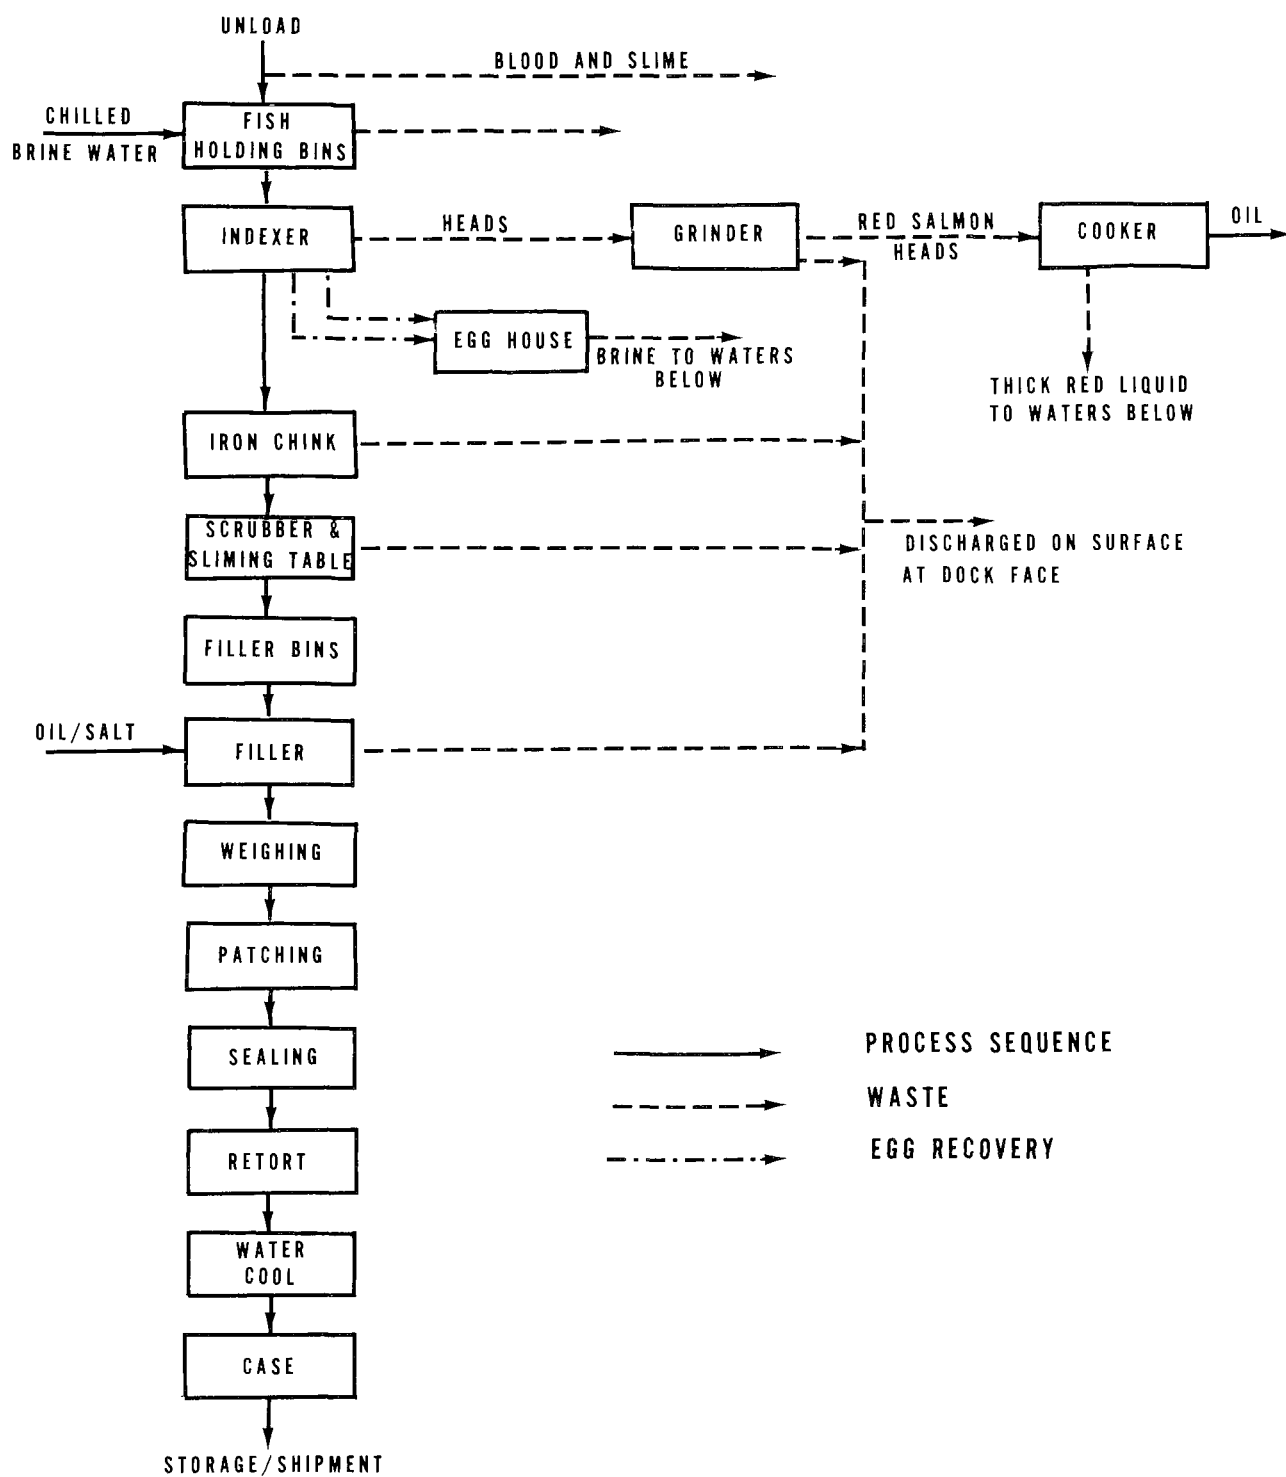 UNLOAD
BLOOD AND SLIME
CHILLED
BRINE WATER
FISH
HOLDING BINS
INDEXER
HEADS
GRINDER
RED SALMON
HEADS
COOKER
OIL
EGG HOUSE
BRINE TO WATERS
BELOW
THICK RED LIQUID
TO WATERS BELOW
IRON CHINK
SCRUBBER &
SLIMING TABLE
DISCHARGED ON SURFACE
AT DOCK FACE
FILLER BINS
OIL/SALT
FILLER
WEIGHING
PATCHING
SEALING
PROCESS SEQUENCE
WASTE
EGG RECOVERY
RETORT
WATER
COOL
CASE
STORAGE/SHIPMENT